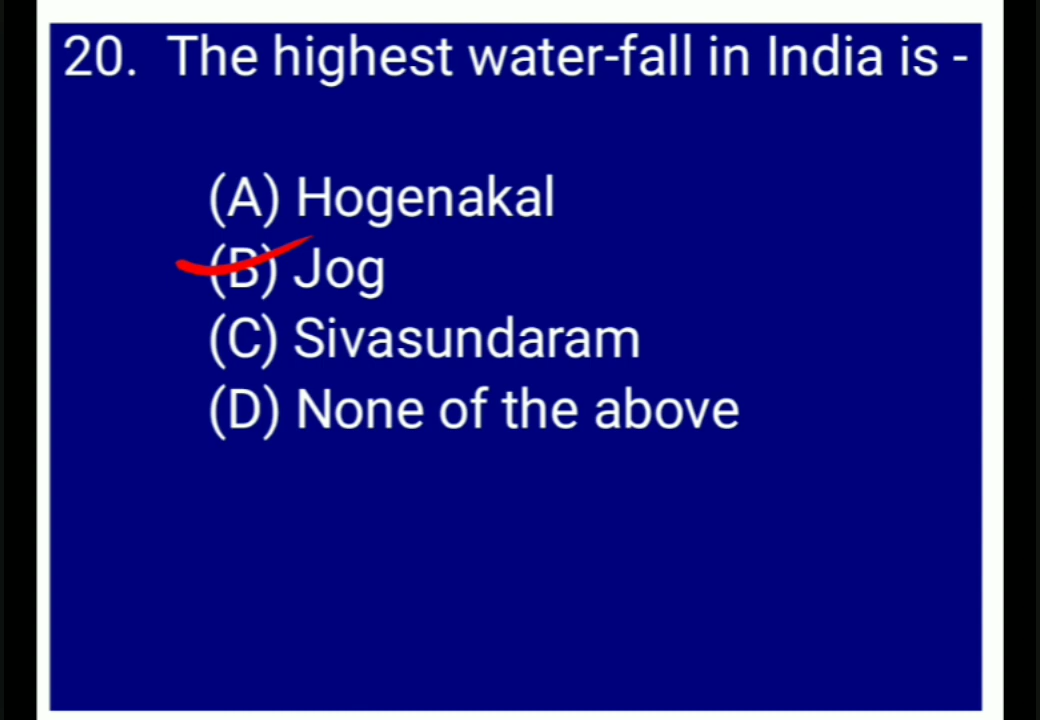 20. The highest water-fall in India is -
(A) Hogenakal
(B) Jog
(C) Sivasundaram
(D) None of the above